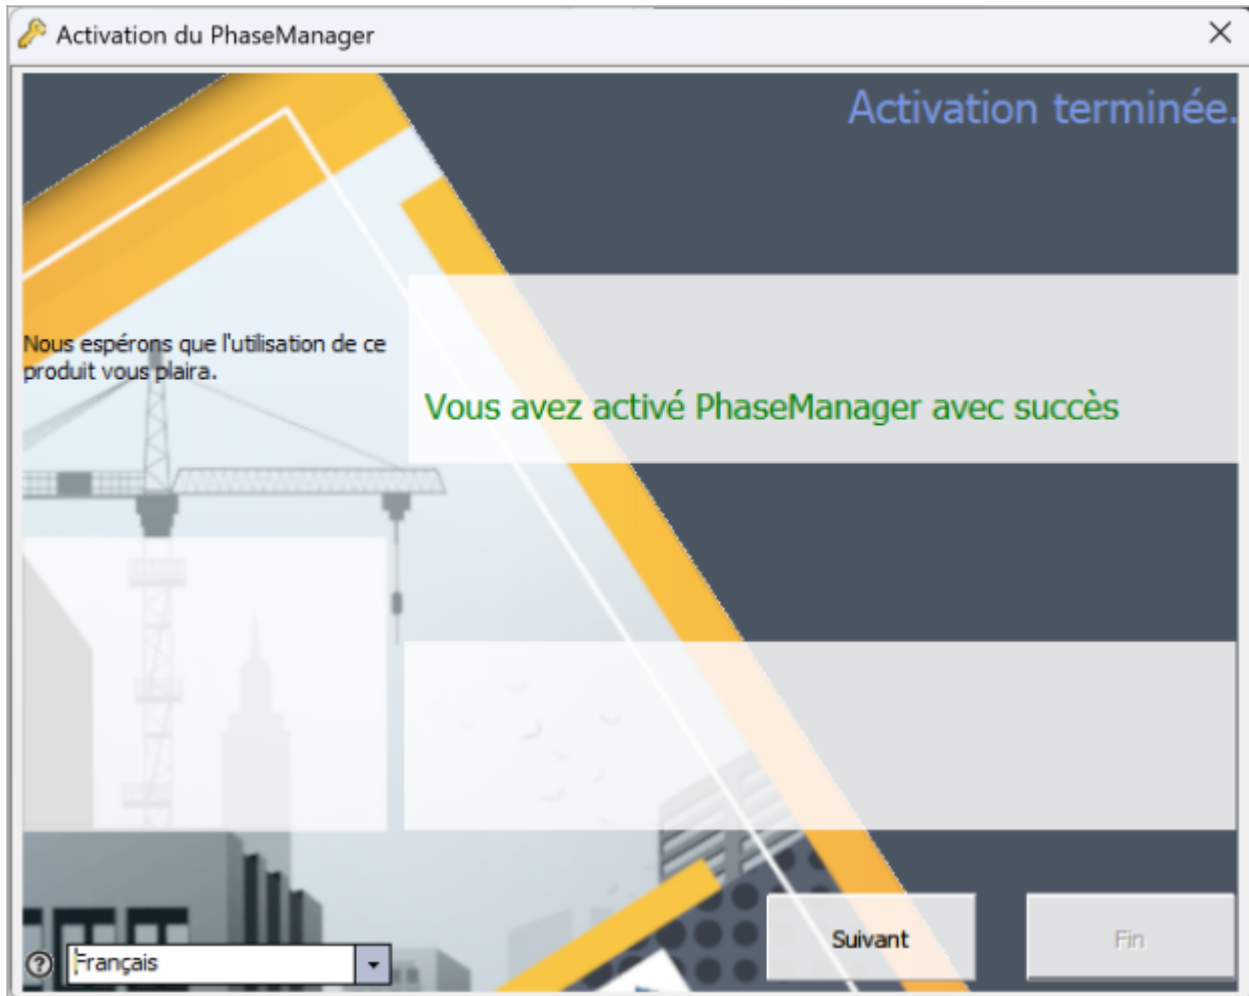 Activation du PhaseManager
Activation terminée.
Nous espérons que l'utilisation de ce
produit vous plaira.
Vous avez activé PhaseManager avec succès
Suivant
Fin
?
Français